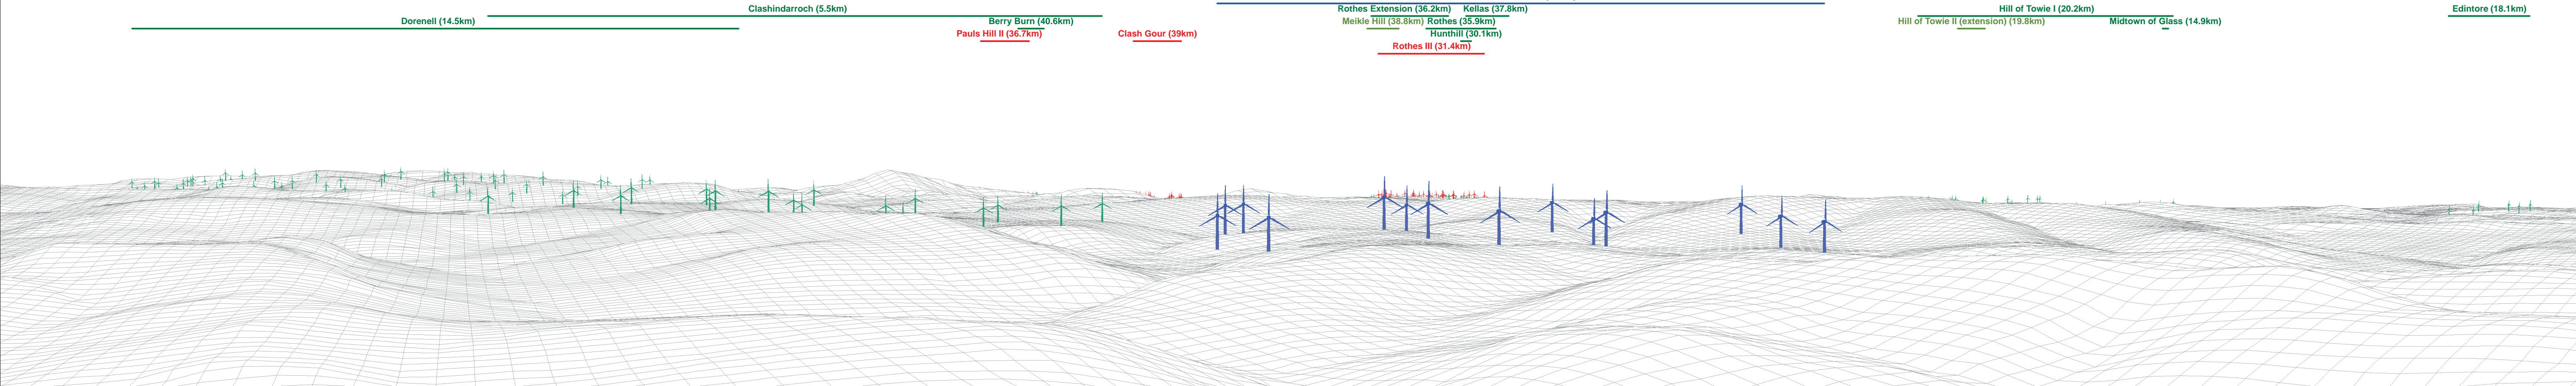 Clashindarroch (5.5km)
Rothes Extension (36.2km)
Kellas (37.8km)
Hill of Towie I (20.2km)
Edintore (18.1km)
Dorenell (14.5km)
Berry Burn (40.6km)
Meikle Hill (38.8km)
Rothes (35.9km)
Hill of Towie II (extension) (19.8km)
Midtown of Glass (14.9km)
Pauls Hill II (36.7km)
Clash Gour (39km)
Hunthill (30.1km)
Rothes III (31.4km)